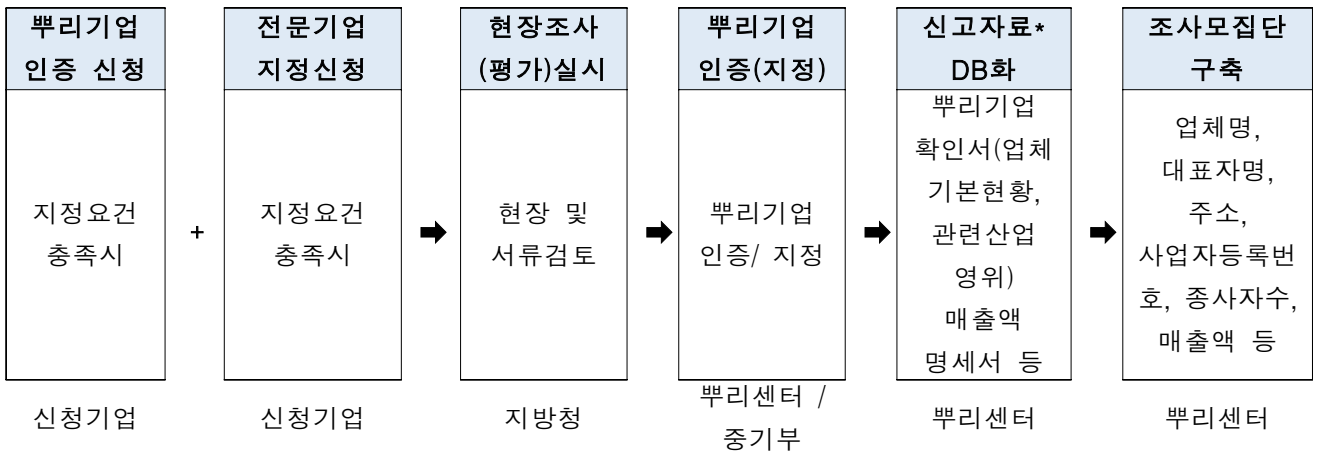 뿌리기업
인증 신청
지정요건
충족시
신청기업
+
전문기업
지정신청
지정요건
충족시
신청기업
현장조사
(평가)실시
현장 및
서류검토
지방청
뿌리기업
인증(지정)
뿌리기업
인증/ 지정
뿌리센터 /
중기부
신고자료*
DB화
뿌리기업
확인서(업체
기본현황,
관련산업
영위)
매출액
명세서 등
뿌리센터
조사모집단
구축
업체명,
대표자명,
주소,
사업자등록번
호, 종사자수,
매출액 등
뿌리센터